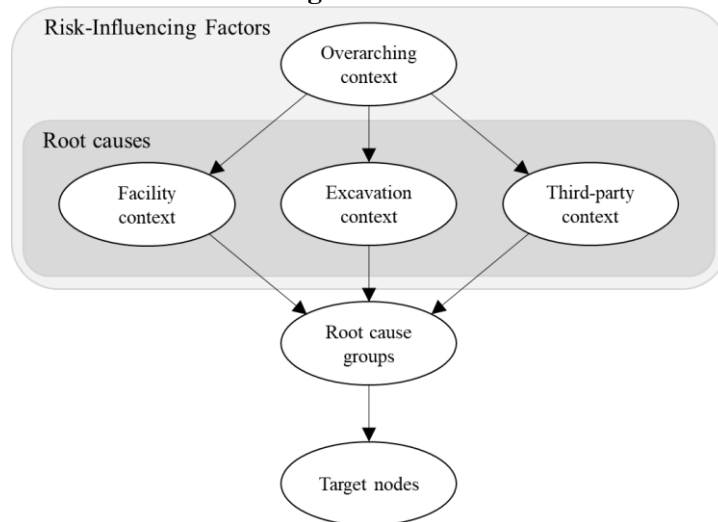 Risk-Influencing Factors
Overarching
context
Root causes
Facility
context
Excavation
context
Third-party
context
Root cause
groups
Target nodes